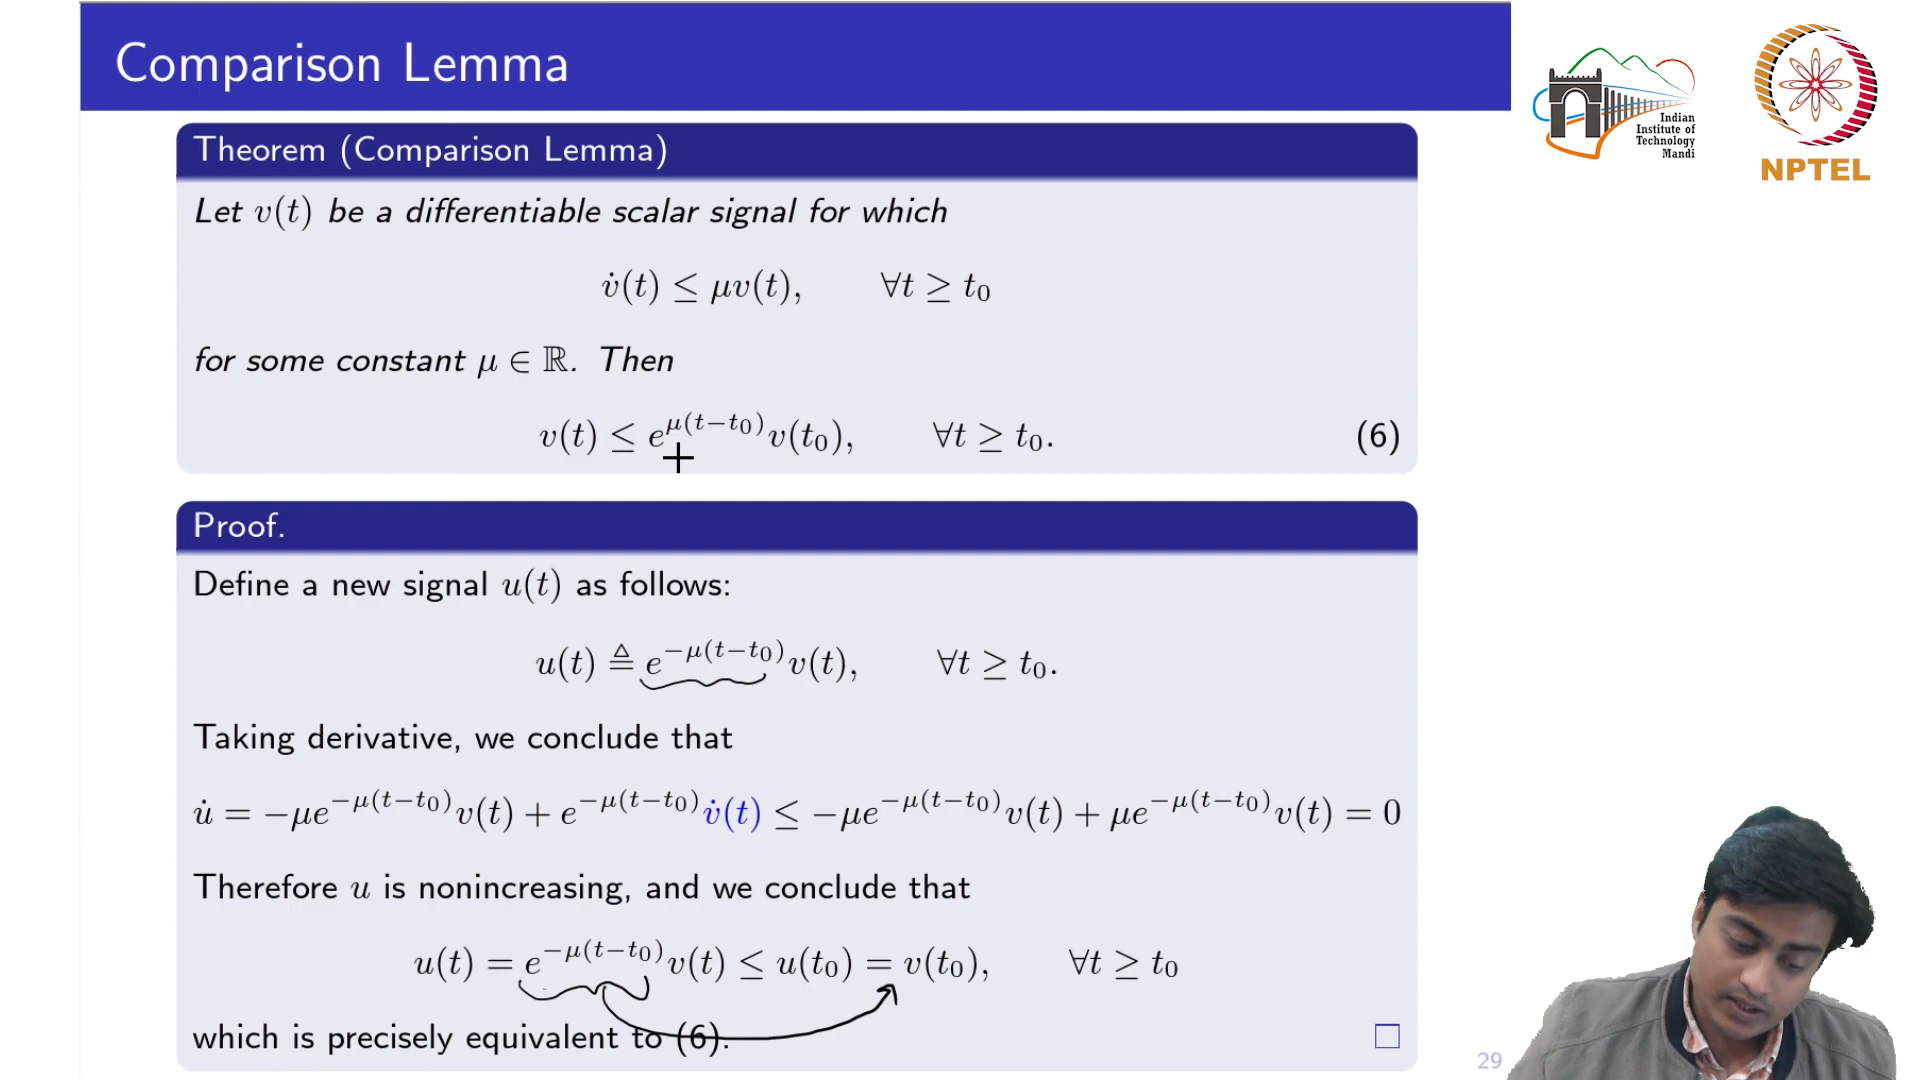 Comparison Lemma
Indian
Institute of
Technology
Mandi
NPTEL
Theorem (Comparison Lemma)
Let v(t) be a differentiable scalar signal for which
v̇(t) ≤ μv(t), ∀t ≥ t₀
for some constant μ ∈ ℝ. Then
v(t) ≤ e^{μ(t−t₀)}v(t₀), ∀t ≥ t₀. (6)
Proof.
Define a new signal u(t) as follows:
u(t) ≜ e^{−μ(t−t₀)}v(t), ∀t ≥ t₀.
Taking derivative, we conclude that
u̇ = −μe^{−μ(t−t₀)}v(t) + e^{−μ(t−t₀)}v̇(t) ≤ −μe^{−μ(t−t₀)}v(t) + μe^{−μ(t−t₀)}v(t) = 0
Therefore u is nonincreasing, and we conclude that
u(t) = e^{−μ(t−t₀)}v(t) ≤ u(t₀) = v(t₀), ∀t ≥ t₀
which is precisely equivalent to (6). □
29